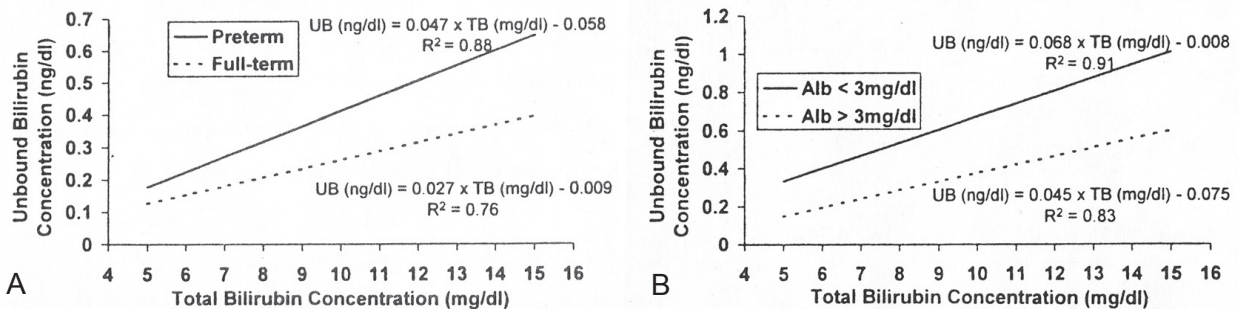 UB (ng/dl) = 0.047 x TB (mg/dl) - 0.058
R² = 0.88
Preterm
Full-term
Unbound Bilirubin
Concentration (ng/dl)
0.7
0.6
0.5
0.4
0.3
0.2
0.1
0
UB (ng/dl) = 0.027 x TB (mg/dl) - 0.009
R² = 0.76
4 5 6 7 8 9 10 11 12 13 14 15 16
Total Bilirubin Concentration (mg/dl)
A
UB (ng/dl) = 0.068 x TB (mg/dl) - 0.008
R² = 0.91
Alb < 3mg/dl
Alb > 3mg/dl
Unbound Bilirubin
Concentration (ng/dl)
1.2
1
0.8
0.6
0.4
0.2
0
UB (ng/dl) = 0.045 x TB (mg/dl) - 0.075
R² = 0.83
4 5 6 7 8 9 10 11 12 13 14 15 16
Total Bilirubin Concentration (mg/dl)
B